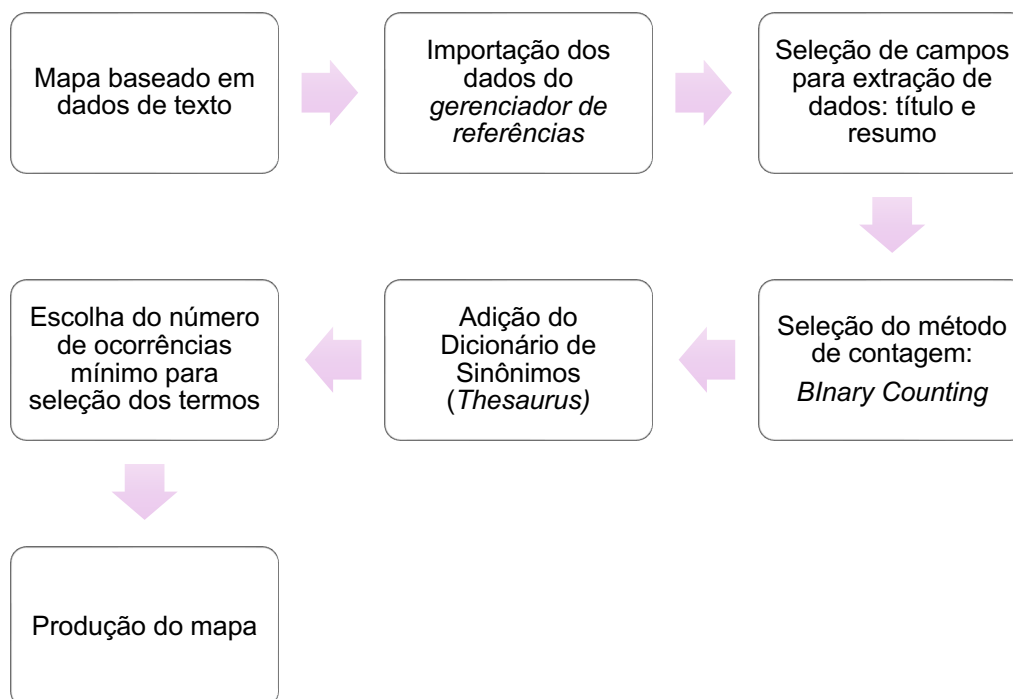 Mapa baseado em
dados de texto
Importação dos
dados do
gerenciador de
referências
Seleção de campos
para extração de
dados: título e
resumo
Seleção do método
de contagem:
BInary Counting
Adição do
Dicionário de
Sinônimos
(Thesaurus)
Escolha do número
de ocorrências
mínimo para
seleção dos termos
Produção do mapa